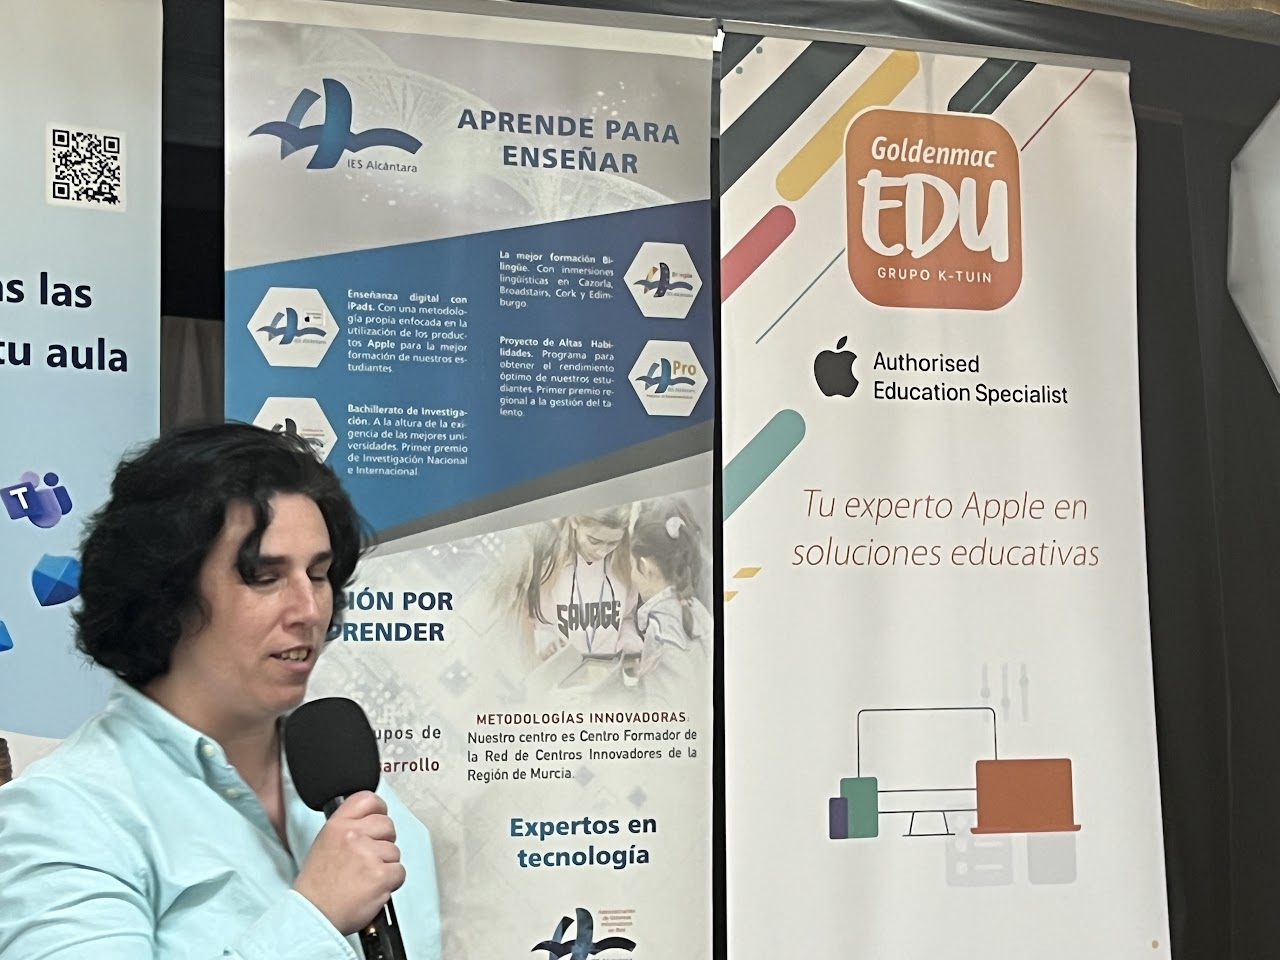 as las
tu aula
T
IES Alcántara
APRENDE PARA
ENSEÑAR
Enseñanza digital con
iPads. Con una metodolo-
gía propia enfocada en la
utilización de los produc-
tos Apple para la mejor
formación de nuestros es-
tudiantes.
Bachillerato de Investiga-
ción. A la altura de la exi-
gencia de las mejores uni-
versidades. Primer premio
de Investigación Nacional
e Internacional
La mejor formación Bi-
lingüe. Con inmersiones
lingüísticas en Cazorla,
Broadstairs, Cork y Edim-
burgo.
Proyecto de Altas Habi-
lidades. Programa para
obtener el rendimiento
óptimo de nuestros estu-
diantes. Primer premio re-
gional a la gestión del ta-
lento.
Pro
IÓN POR
PRENDER
SAVAGE
upos de
arrollo
METODOLOGÍAS INNOVADORAS:
Nuestro centro es Centro Formador de
la Red de Centros Innovadores de la
Región de Murcia.
Expertos en
tecnología
Goldenmac
EDU
GRUPO K-TUIN
Authorised
Education Specialist
Tu experto Apple en
soluciones educativas